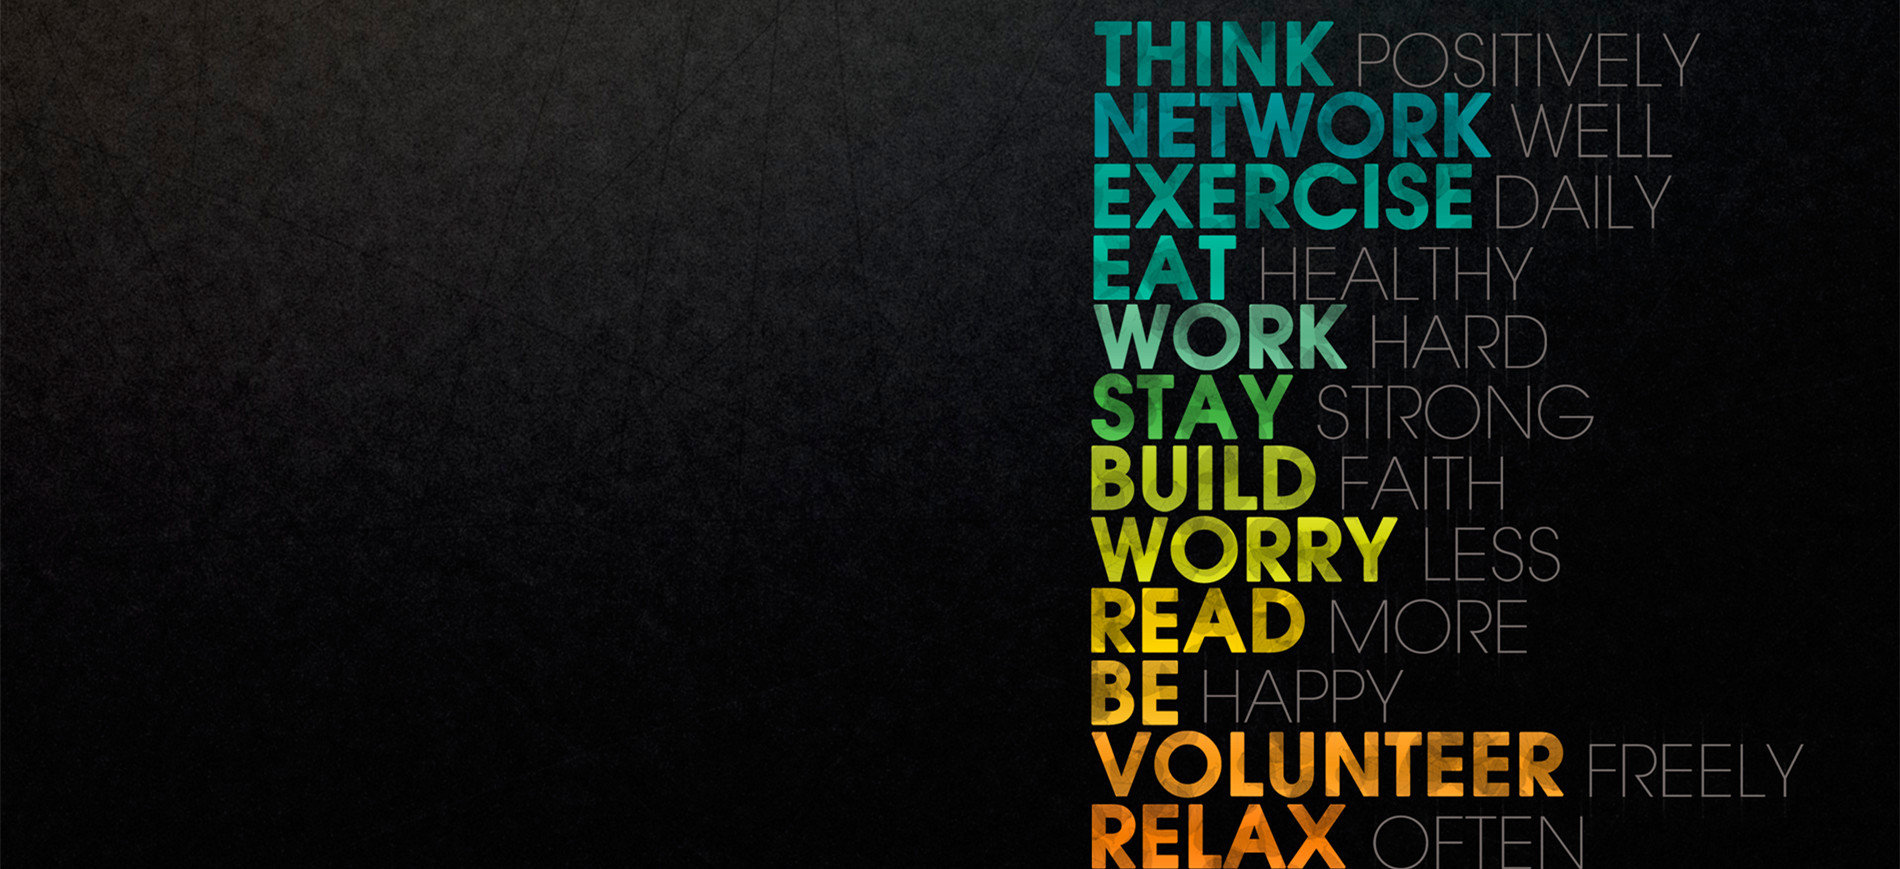 THINK POSITIVELY
NETWORK WELL
EXERCISE DAILY
EAT HEALTHY
WORK HARD
STAY STRONG
BUILD FAITH
WORRY LESS
READ MORE
BE HAPPY
VOLUNTEER FREELY
RELAX OFTEN